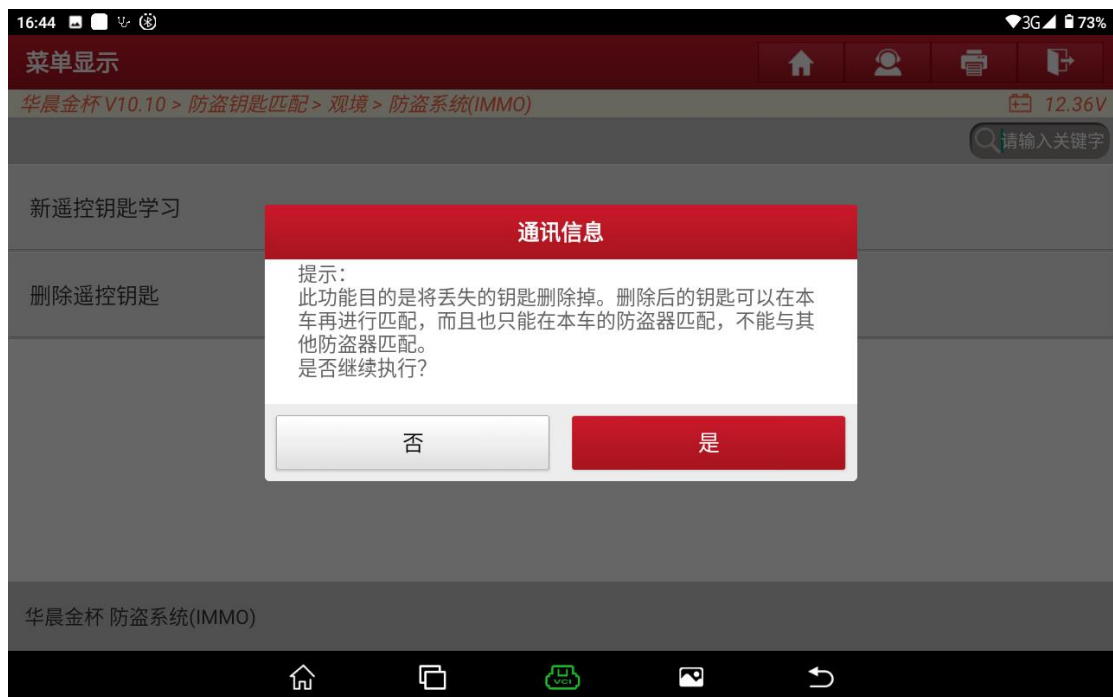 16:44
3G 73%
菜单显示
华晨金杯 V10.10 > 防盗钥匙匹配 > 观境 > 防盗系统(IMMO)
12.36V
请输入关键字
新遥控钥匙学习
删除遥控钥匙
通讯信息
提示：
此功能目的是将丢失的钥匙删除掉。删除后的钥匙可以在本
车再进行匹配，而且也只能在本车的防盗器匹配，不能与其
他防盗器匹配。
是否继续执行？
否
是
华晨金杯 防盗系统(IMMO)
VCI